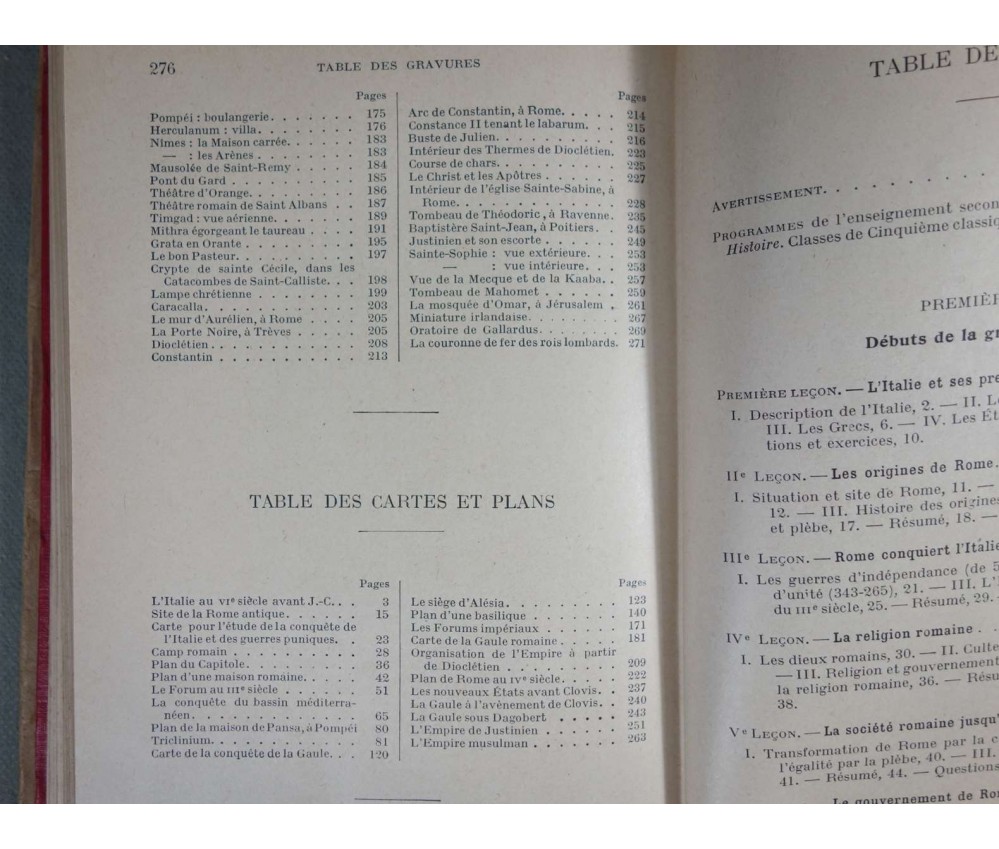 276 TABLE DES GRAVURES
Pages
Pompéi : boulangerie. . . . . . . 175
Herculanum : villa. . . . . . . . 176
Nîmes : la Maison carrée. . . . . . 183
— : les Arènes . . . . . . . . 183
Mausolée de Saint-Remy . . . . . 184
Pont du Gard . . . . . . . . . . 185
Théâtre d'Orange. . . . . . . . . 186
Théâtre romain de Saint Albans . . 187
Timgad : vue aérienne. . . . . . . 189
Mithra égorgeant le taureau . . . . 191
Grata en Orante . . . . . . . . . 195
Le bon Pasteur. . . . . . . . . . 197
Crypte de sainte Cécile, dans les
Catacombes de Saint-Calliste. . . 198
Lampe chrétienne . . . . . . . . 199
Caracalla. . . . . . . . . . . . 203
Le mur d'Aurélien, à Rome . . . . 205
La Porte Noire, à Trèves . . . . . 205
Dioclétien. . . . . . . . . . . . 208
Constantin . . . . . . . . . . . 213
Pages
Arc de Constantin, à Rome. . . . . 214
Constance II tenant le labarum. . . 215
Buste de Julien. . . . . . . . . . 216
Intérieur des Thermes de Dioclétien. 223
Course de chars. . . . . . . . . . 225
Le Christ et les Apôtres . . . . . . 227
Intérieur de l'église Sainte-Sabine, à
Rome. . . . . . . . . . . . . 228
Tombeau de Théodoric, à Ravenne. 235
Baptistère Saint-Jean, à Poitiers. . 245
Justinien et son escorte . . . . . . 249
Sainte-Sophie : vue extérieure. . . 253
— : vue intérieure. . . 253
Vue de la Mecque et de la Kaaba. . 257
Tombeau de Mahomet . . . . . . 259
La mosquée d'Omar, à Jérusalem . 261
Miniature irlandaise. . . . . . . . 267
Oratoire de Gallardus. . . . . . . 269
La couronne de fer des rois lombards. 271
TABLE DES CARTES ET PLANS
Pages
L'Italie au VIe siècle avant J.-C. . . 3
Site de la Rome antique. . . . . . 15
Carte pour l'étude de la conquête de
l'Italie et des guerres puniques. . 23
Camp romain . . . . . . . . . . 28
Plan du Capitole. . . . . . . . . 36
Plan d'une maison romaine. . . . . 42
Le Forum au IIIe siècle . . . . . . 51
La conquête du bassin méditerra-
néen. . . . . . . . . . . . . 65
Plan de la maison de Pansa, à Pompéi 80
Triclinium. . . . . . . . . . . . 81
Carte de la conquête de la Gaule. . . 120
Pages
Le siège d'Alésia. . . . . . . . . 123
Plan d'une basilique . . . . . . . 140
Les Forums impériaux . . . . . . 171
Carte de la Gaule romaine . . . . . 181
Organisation de l'Empire à partir
de Dioclétien . . . . . . . . . 209
Plan de Rome au IVe siècle. . . . . 222
Les nouveaux États avant Clovis. . 237
La Gaule à l'avènement de Clovis. . 240
La Gaule sous Dagobert . . . . . 243
L'Empire de Justinien . . . . . . 251
L'Empire musulman . . . . . . . 263
TABLE DE
AVERTISSEMENT. . . . . . . .
PROGRAMMES de l'enseignement secon
Histoire. Classes de Cinquième classiq
PREMIÈR
Débuts de la gr
PREMIÈRE LEÇON. — L'Italie et ses pre
I. Description de l'Italie, 2. — II. L
III. Les Grecs, 6. — IV. Les Ét
tions et exercices, 10.
IIe LEÇON. — Les origines de Rome.
I. Situation et site de Rome, 11. —
12. — III. Histoire des origines
et plèbe, 17. — Résumé, 18. —
IIIe LEÇON. — Rome conquiert l'Italie
I. Les guerres d'indépendance (de 5
d'unité (343-265), 21. — III. L'
du IIIe siècle, 25. — Résumé, 29. —
IVe LEÇON. — La religion romaine . .
I. Les dieux romains, 30. — II. Culte
— III. Religion et gouvernement
la religion romaine, 36. — Résu
38.
Ve LEÇON. — La société romaine jusqu'
I. Transformation de Rome par la c
l'égalité par la plèbe, 40. — III.
41. — Résumé, 44. — Questions
Le gouvernement de Rom